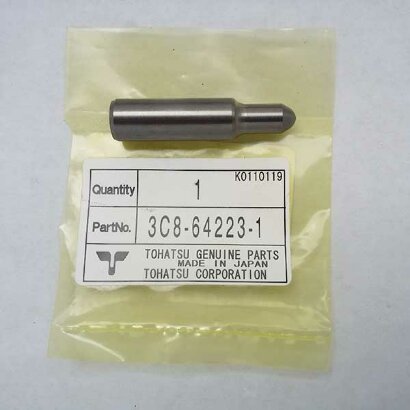 K0110119
Quantity 1
PartNo. 3C8-64223-1
TOHATSU GENUINE PARTS
MADE IN JAPAN
TOHATSU CORPORATION